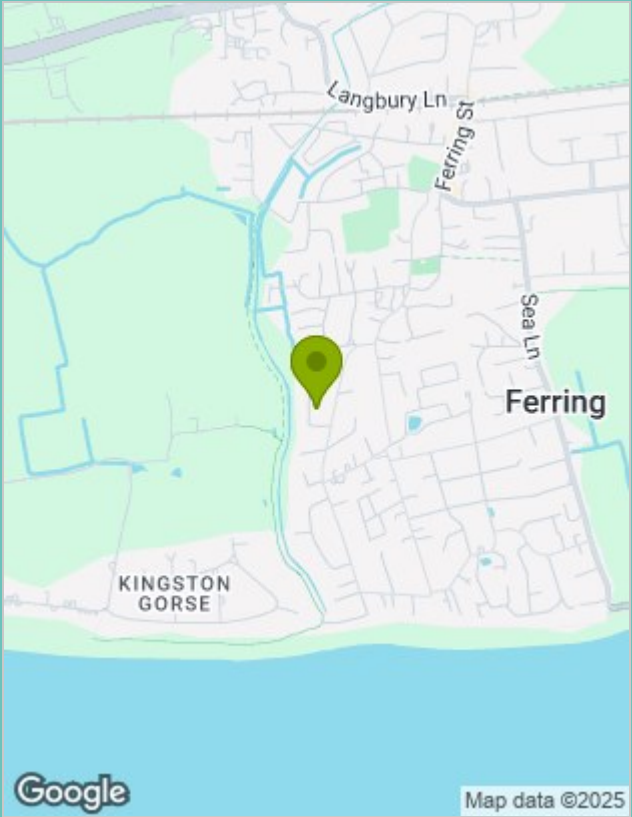 Langbury Ln
Ferring St
Sea Ln
Ferring
KINGSTON
GORSE
Google
Map data ©2025